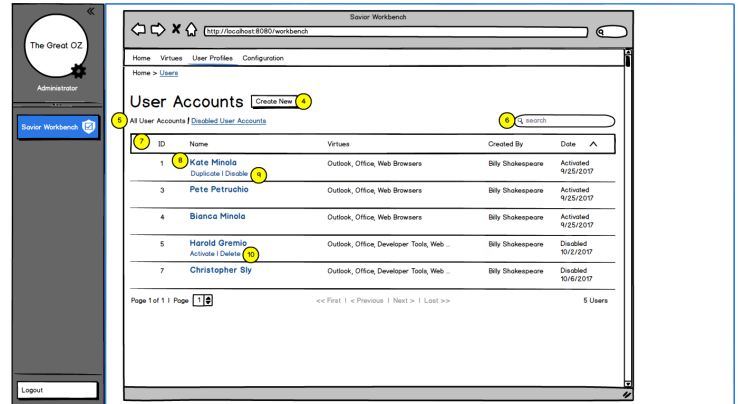 Savior Workbench
http://localhost:8080/workbench
The Great OZ
Administrator
Savior Workbench
Logout
Home Virtues User Profiles Configuration
Home > Users
User Accounts Create New 4
5 All User Accounts / Disabled User Accounts 6 search
7 ID Name Virtues Created By Date
1 8 Kate Minola Outlook, Office, Web Browsers Billy Shakespeare Activated
Duplicate | Disable 9 9/25/2017
3 Pete Petruchio Outlook, Office, Web Browsers Billy Shakespeare Activated
9/25/2017
4 Bianca Minola Outlook, Office, Web Browsers Billy Shakespeare Activated
9/25/2017
5 Harold Gremio Outlook, Office, Developer Tools, Web ... Billy Shakespeare Disabled
Activate | Delete 10 10/2/2017
7 Christopher Sly Outlook, Office, Developer Tools, Web ... Billy Shakespeare Disabled
10/6/2017
Page 1 of 1 | Page 1 << First | < Previous | Next > | Last >> 5 Users